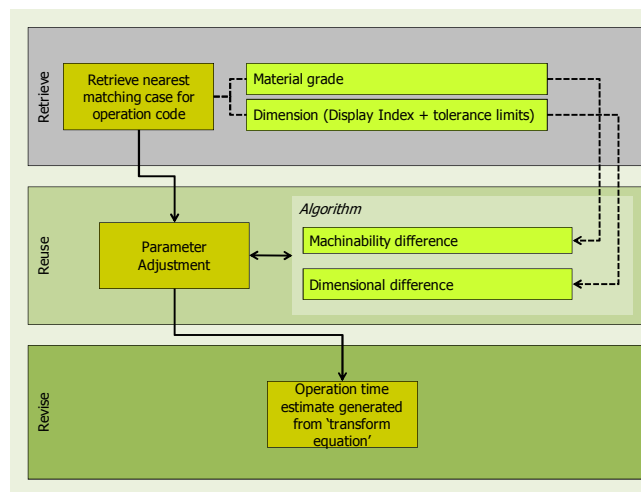 Retrieve
Retrieve nearest
matching case for
operation code
Material grade
Dimension (Display Index + tolerance limits)
Reuse
Parameter
Adjustment
Algorithm
Machinability difference
Dimensional difference
Revise
Operation time
estimate generated
from ‘transform
equation’